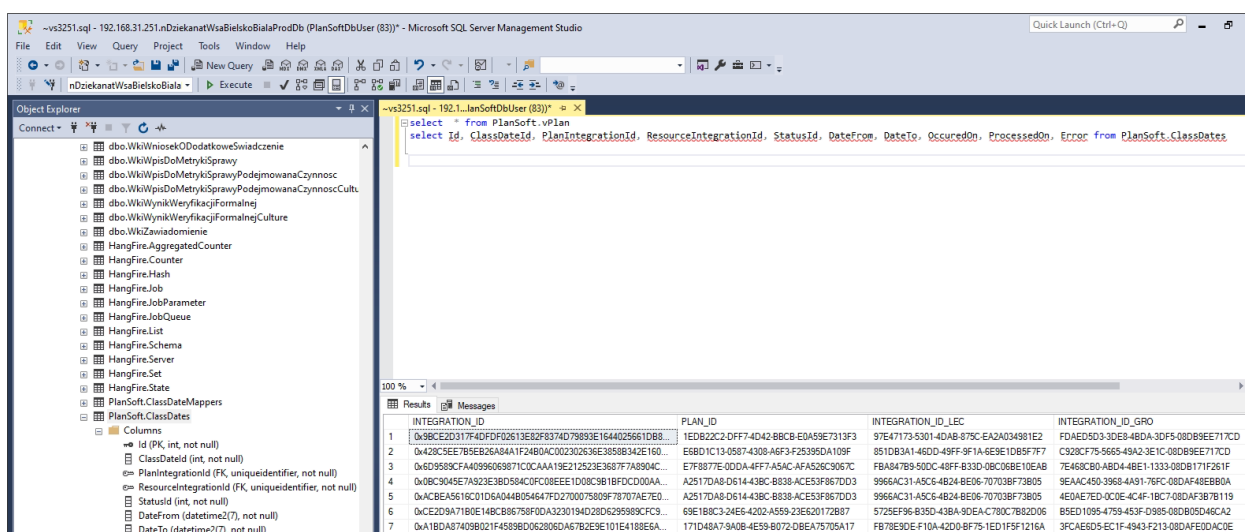 ~vs3251.sql - 192.168.31.251.nDziekanatWsaBielskoBialaProdDb (PlanSoftDbUser (83))* - Microsoft SQL Server Management Studio
Quick Launch (Ctrl+Q)
File Edit View Query Project Tools Window Help
New Query
nDziekanatWsaBielskoBiala Execute
Object Explorer
~vs3251.sql - 192.1...lanSoftDbUser (83))*
Connect
select * from PlanSoft.vPlan
select Id, ClassDateId, PlanIntegrationId, ResourceIntegrationId, StatusId, DateFrom, DateTo, OccuredOn, ProcessedOn, Error from PlanSoft.ClassDates
dbo.WkiWniosekODodatkoweSwiadczenie
dbo.WkiWpisDoMetrykiSprawy
dbo.WkiWpisDoMetrykiSprawyPodejmowanaCzynnosc
dbo.WkiWpisDoMetrykiSprawyPodejmowanaCzynnoscCultu
dbo.WkiWynikWeryfikacjiFormalnej
dbo.WkiWynikWeryfikacjiFormalnejCulture
dbo.WkiZawiadomienie
HangFire.AggregatedCounter
HangFire.Counter
HangFire.Hash
HangFire.Job
HangFire.JobParameter
HangFire.JobQueue
HangFire.List
HangFire.Schema
HangFire.Server
HangFire.Set
HangFire.State
PlanSoft.ClassDateMappers
PlanSoft.ClassDates
Columns
Id (PK, int, not null)
ClassDateId (int, not null)
PlanIntegrationId (FK, uniqueidentifier, not null)
ResourceIntegrationId (FK, uniqueidentifier, not null)
StatusId (int, not null)
DateFrom (datetime2(7), not null)
DateTo (datetime2(7), not null)
100 %
Results Messages
INTEGRATION_ID PLAN_ID INTEGRATION_ID_LEC INTEGRATION_ID_GRO
1 0x9BCE2D317F4DFDF02613E82F8374D79893E1644025661DB8... 1EDB22C2-DFF7-4D42-BBCB-E0A59E7313F3 97E47173-5301-4DAB-875C-EA2A034981E2 FDAED5D3-3DE8-4BDA-3DF5-08DB9EE717CD
2 0x428C5EE7B5EB26A84A1F24B0AC002302636E3858B342E160... E6BD1C13-0587-4308-A6F3-F25395DA109F 851DB3A1-46DD-49FF-9F1A-6E9E1DB5F7F7 C928CF75-5665-49A2-3E1C-08DB9EE717CD
3 0x6D9589CFA40996069871C0CAAA19E212523E3687F7A8904C... E7F8877E-0DDA-4FF7-A5AC-AFA526C9067C FBA847B9-50DC-48FF-B33D-0BC06BE10EAB 7E468CB0-ABD4-4BE1-1333-08DB171F261F
4 0x0BC9045E7A923E3BD584C0FC08EEE1D08C9B1BFDCD00AA... A2517DA8-D614-43BC-B838-ACE53F867DD3 9966AC31-A5C6-4B24-BE06-70703BF73B05 9EAAC450-3968-4A91-76FC-08DAF48EBB0A
5 0xACBEA5616C01D6A044B054647FD2700075809F78707AE7E0... A2517DA8-D614-43BC-B838-ACE53F867DD3 9966AC31-A5C6-4B24-BE06-70703BF73B05 4E0AE7ED-0C0E-4C4F-1BC7-08DAF3B7B119
6 0xCE2D9A71B0E14BCB86758F0DA3230194D28D6295989CFC9... 69E1B8C3-24E6-4202-A559-23E620172B87 5725EF96-B35D-43BA-9DEA-C780C7B82D06 B5ED1095-4759-453F-D985-08DB05D46CA2
7 0xA1BDA87409B021F4589BD062806DA67B2E9E101E4188E6A... 171D48A7-9A0B-4E59-B072-DBEA75705A17 FB78E9DE-F10A-42D0-BF75-1ED1F5F1216A 3FCAE6D5-EC1F-4943-F213-08DAFE0DAC0E